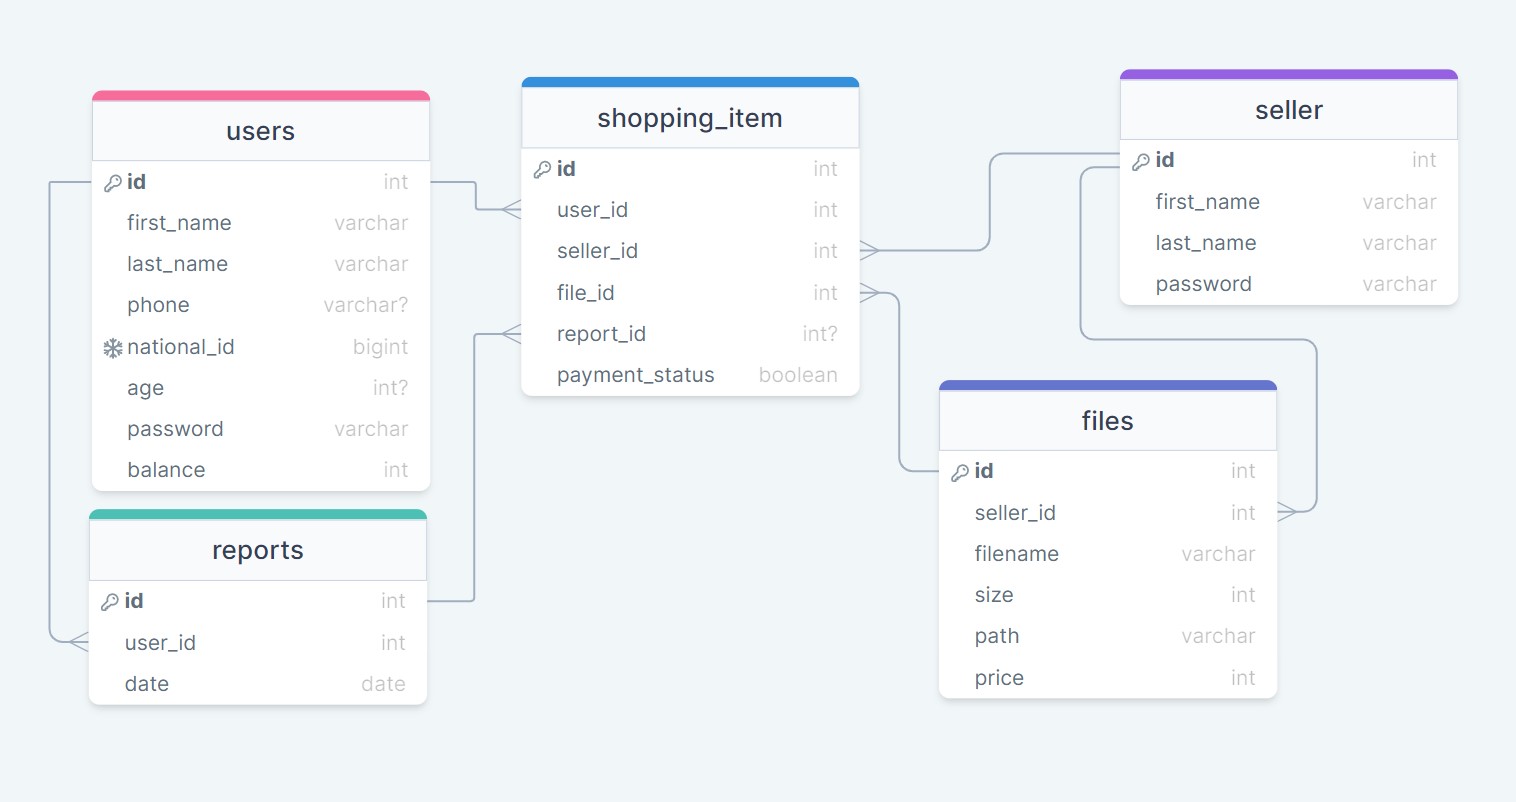 users
id int
first_name varchar
last_name varchar
phone varchar?
national_id bigint
age int?
password varchar
balance int
reports
id int
user_id int
date date
shopping_item
id int
user_id int
seller_id int
file_id int
report_id int?
payment_status boolean
seller
id int
first_name varchar
last_name varchar
password varchar
files
id int
seller_id int
filename varchar
size int
path varchar
price int